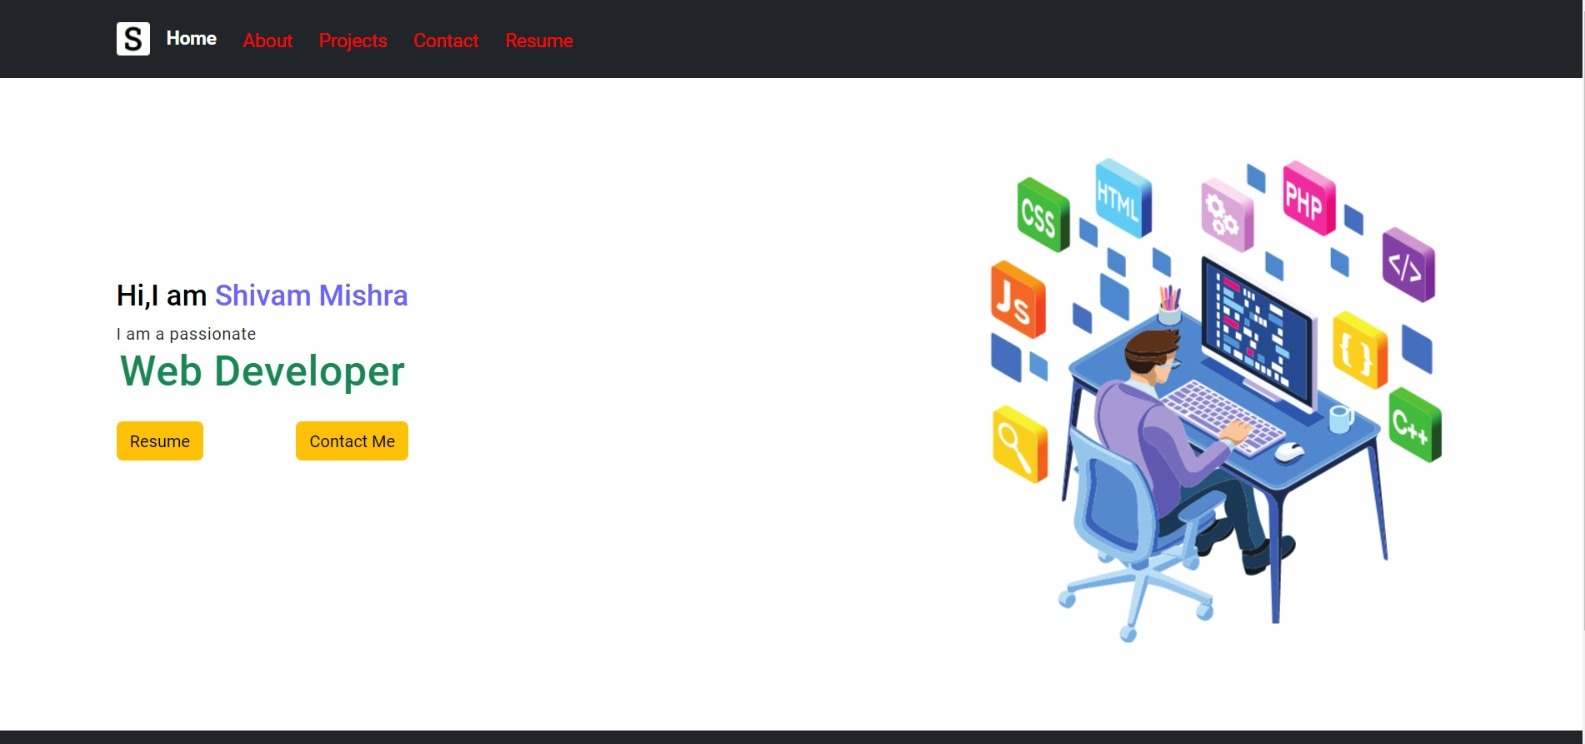 S Home About Projects Contact Resume
Hi,I am Shivam Mishra
I am a passionate
Web Developer
Resume Contact Me
CSS
HTML
PHP
</>
Js
{ }
C++